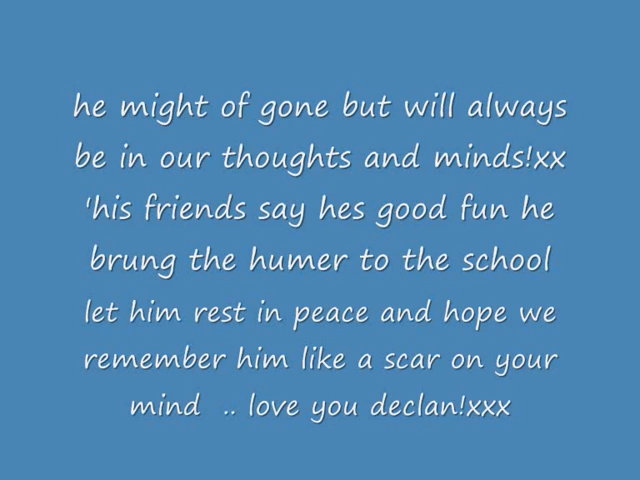 he might of gone but will always
be in our thoughts and minds!xx
'his friends say hes good fun he
brung the humer to the school
let him rest in peace and hope we
remember him like a scar on your
mind  .. love you declan!xxx